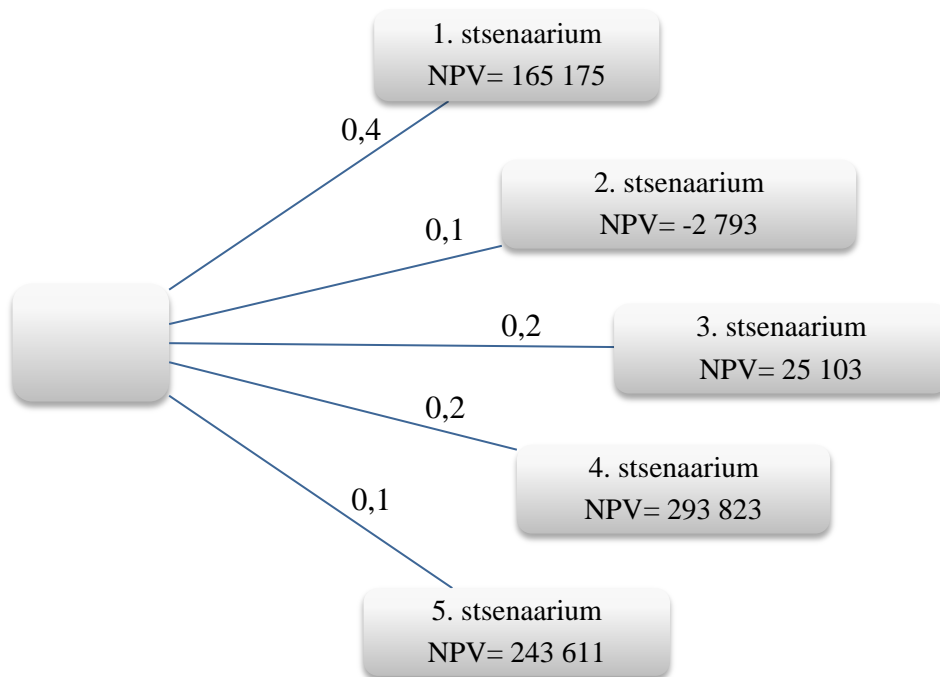 1. stsenaarium
NPV= 165 175
0,4
2. stsenaarium
NPV= -2 793
0,1
3. stsenaarium
NPV= 25 103
0,2
4. stsenaarium
NPV= 293 823
0,2
5. stsenaarium
NPV= 243 611
0,1